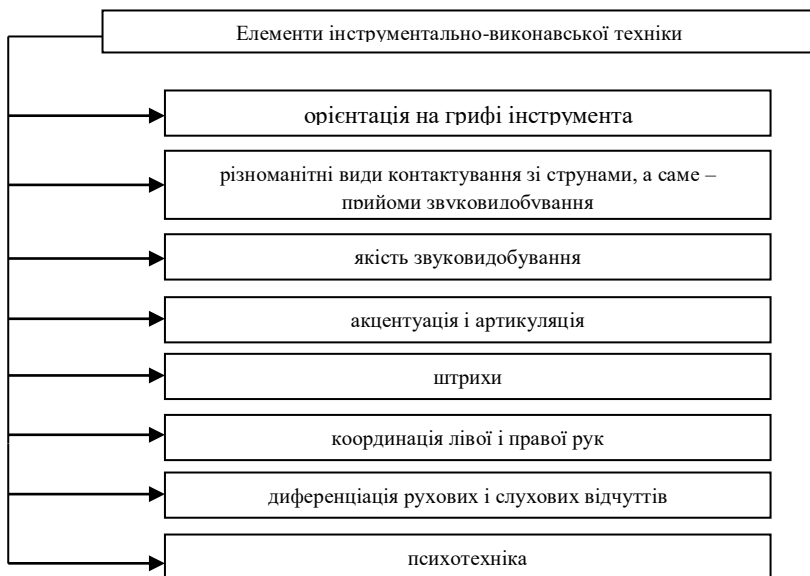 Елементи інструментально-виконавської техніки
орієнтація на грифі інструмента
різноманітні види контактування зі струнами, а саме –
прийоми звуковидобування
якість звуковидобування
акцентуація і артикуляція
штрихи
координація лівої і правої рук
диференціація рухових і слухових відчуттів
психотехніка